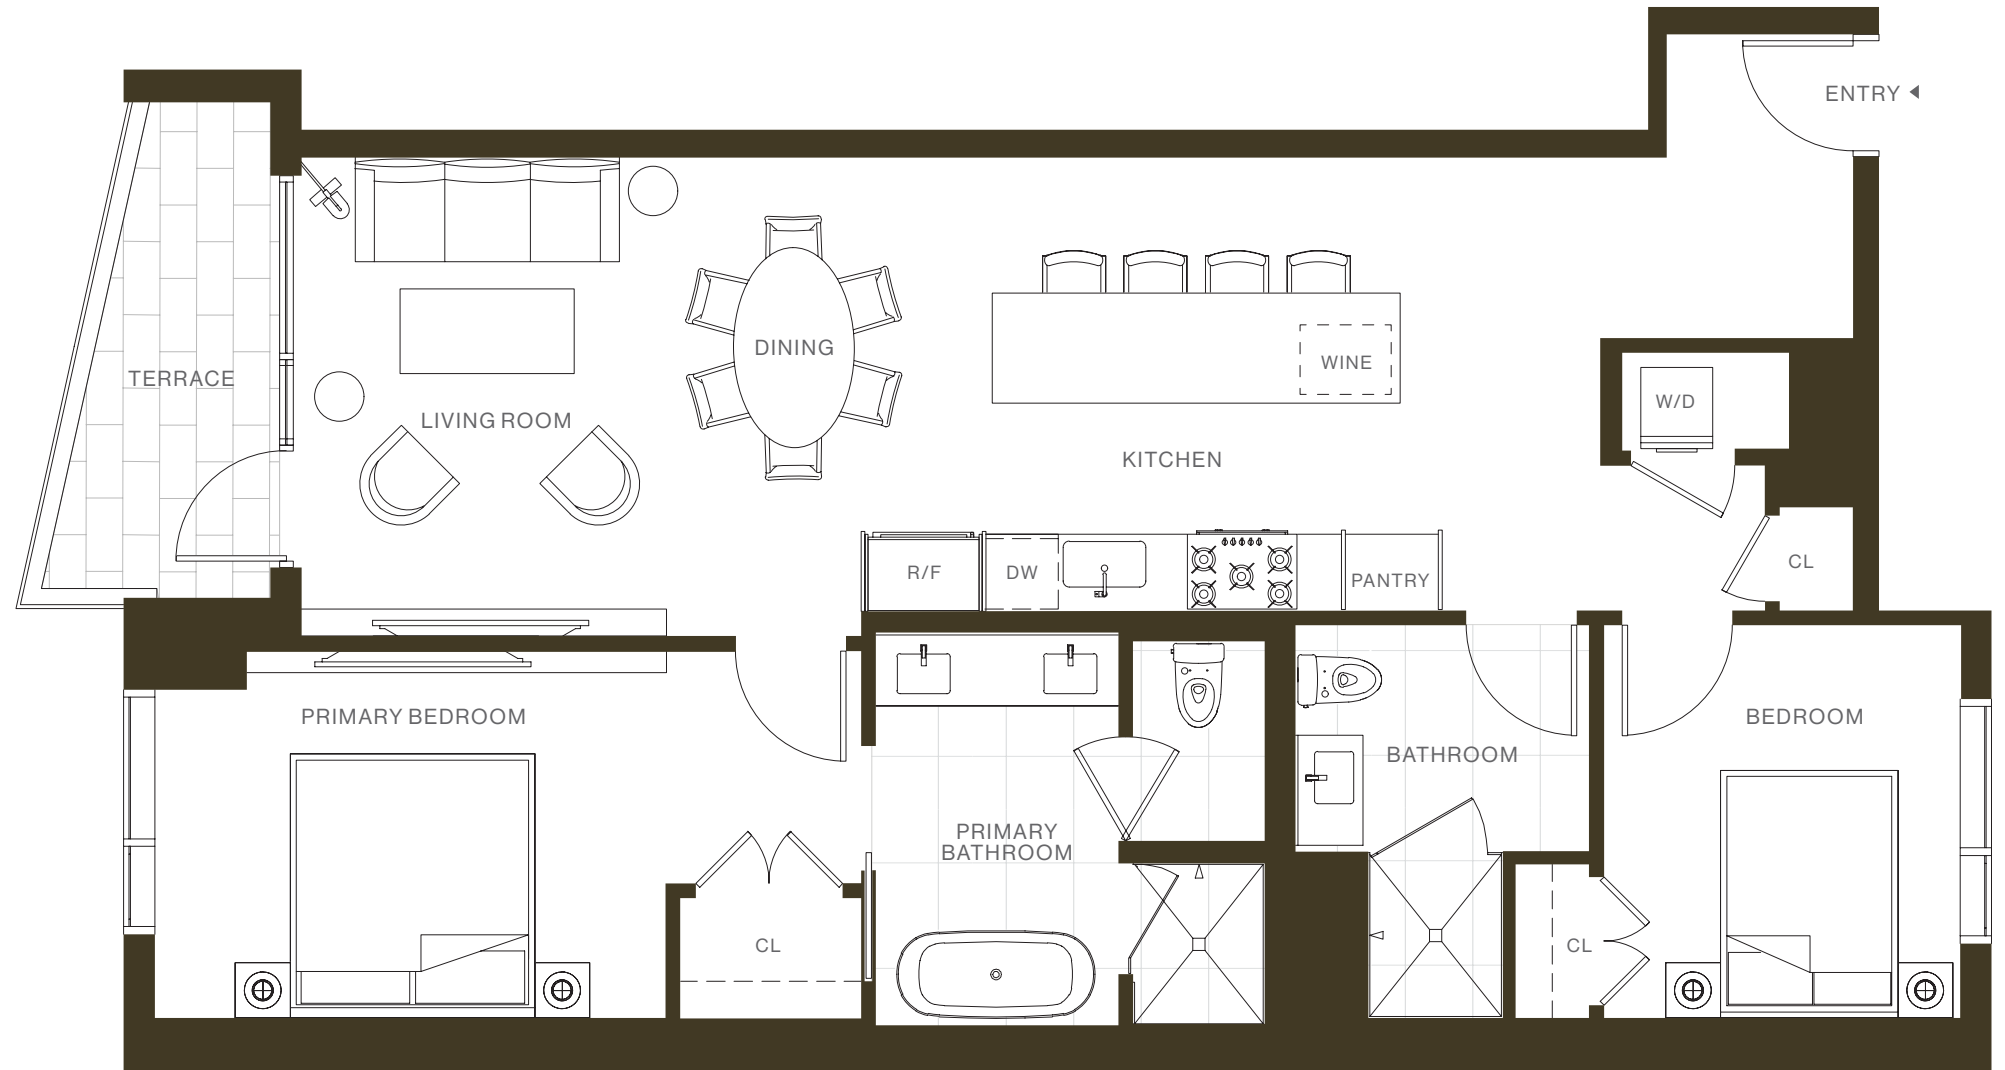 ENTRY
DINING
WINE
TERRACE
W/D
LIVING ROOM
KITCHEN
CL
R/F
DW
PANTRY
PRIMARY BEDROOM
BEDROOM
BATHROOM
PRIMARY
BATHROOM
CL
CL